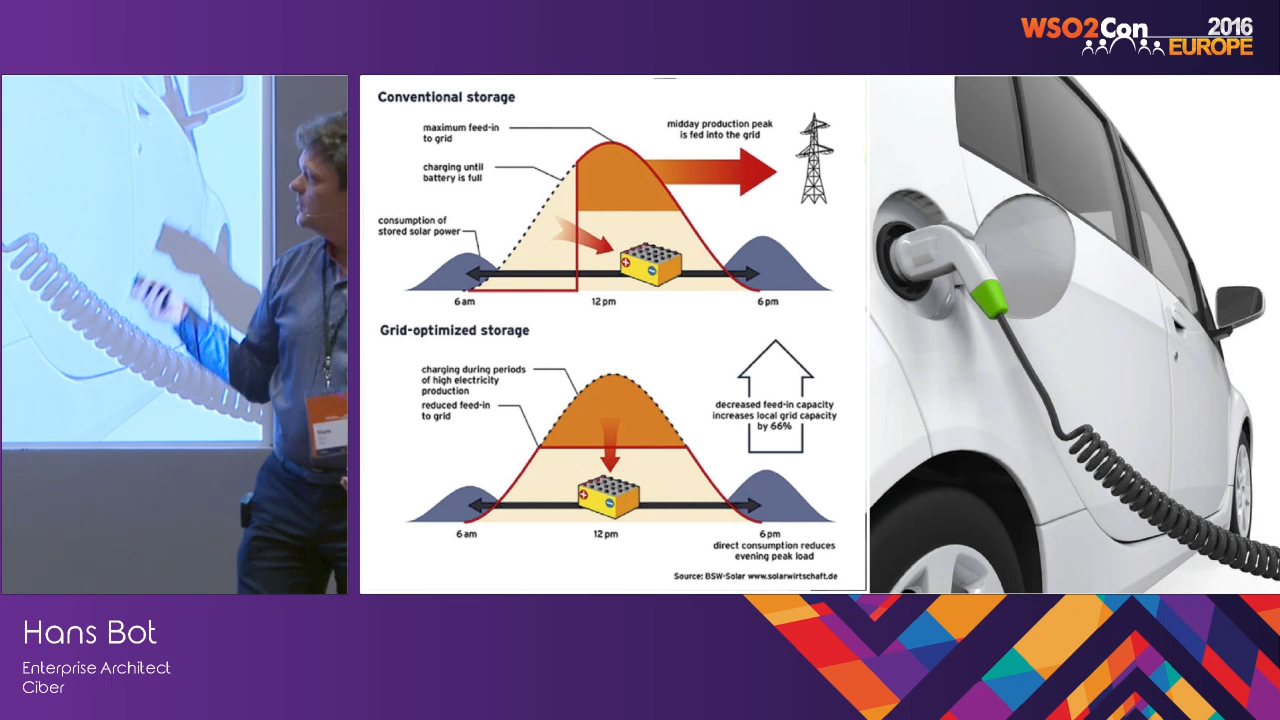 WSO2Con 2016
EUROPE
Conventional storage
maximum feed-in
to grid
midday production peak
is fed into the grid
charging until
battery is full
consumption of
stored solar power
6 am
12 pm
6 pm
Grid-optimized storage
charging during periods
of high electricity
production
reduced feed-in
to grid
decreased feed-in capacity
increases local grid capacity
by 66%
6 am
12 pm
6 pm
direct consumption reduces
evening peak load
Source: BSW-Solar www.solarwirtschaft.de
Hans Bot
Enterprise Architect
Ciber